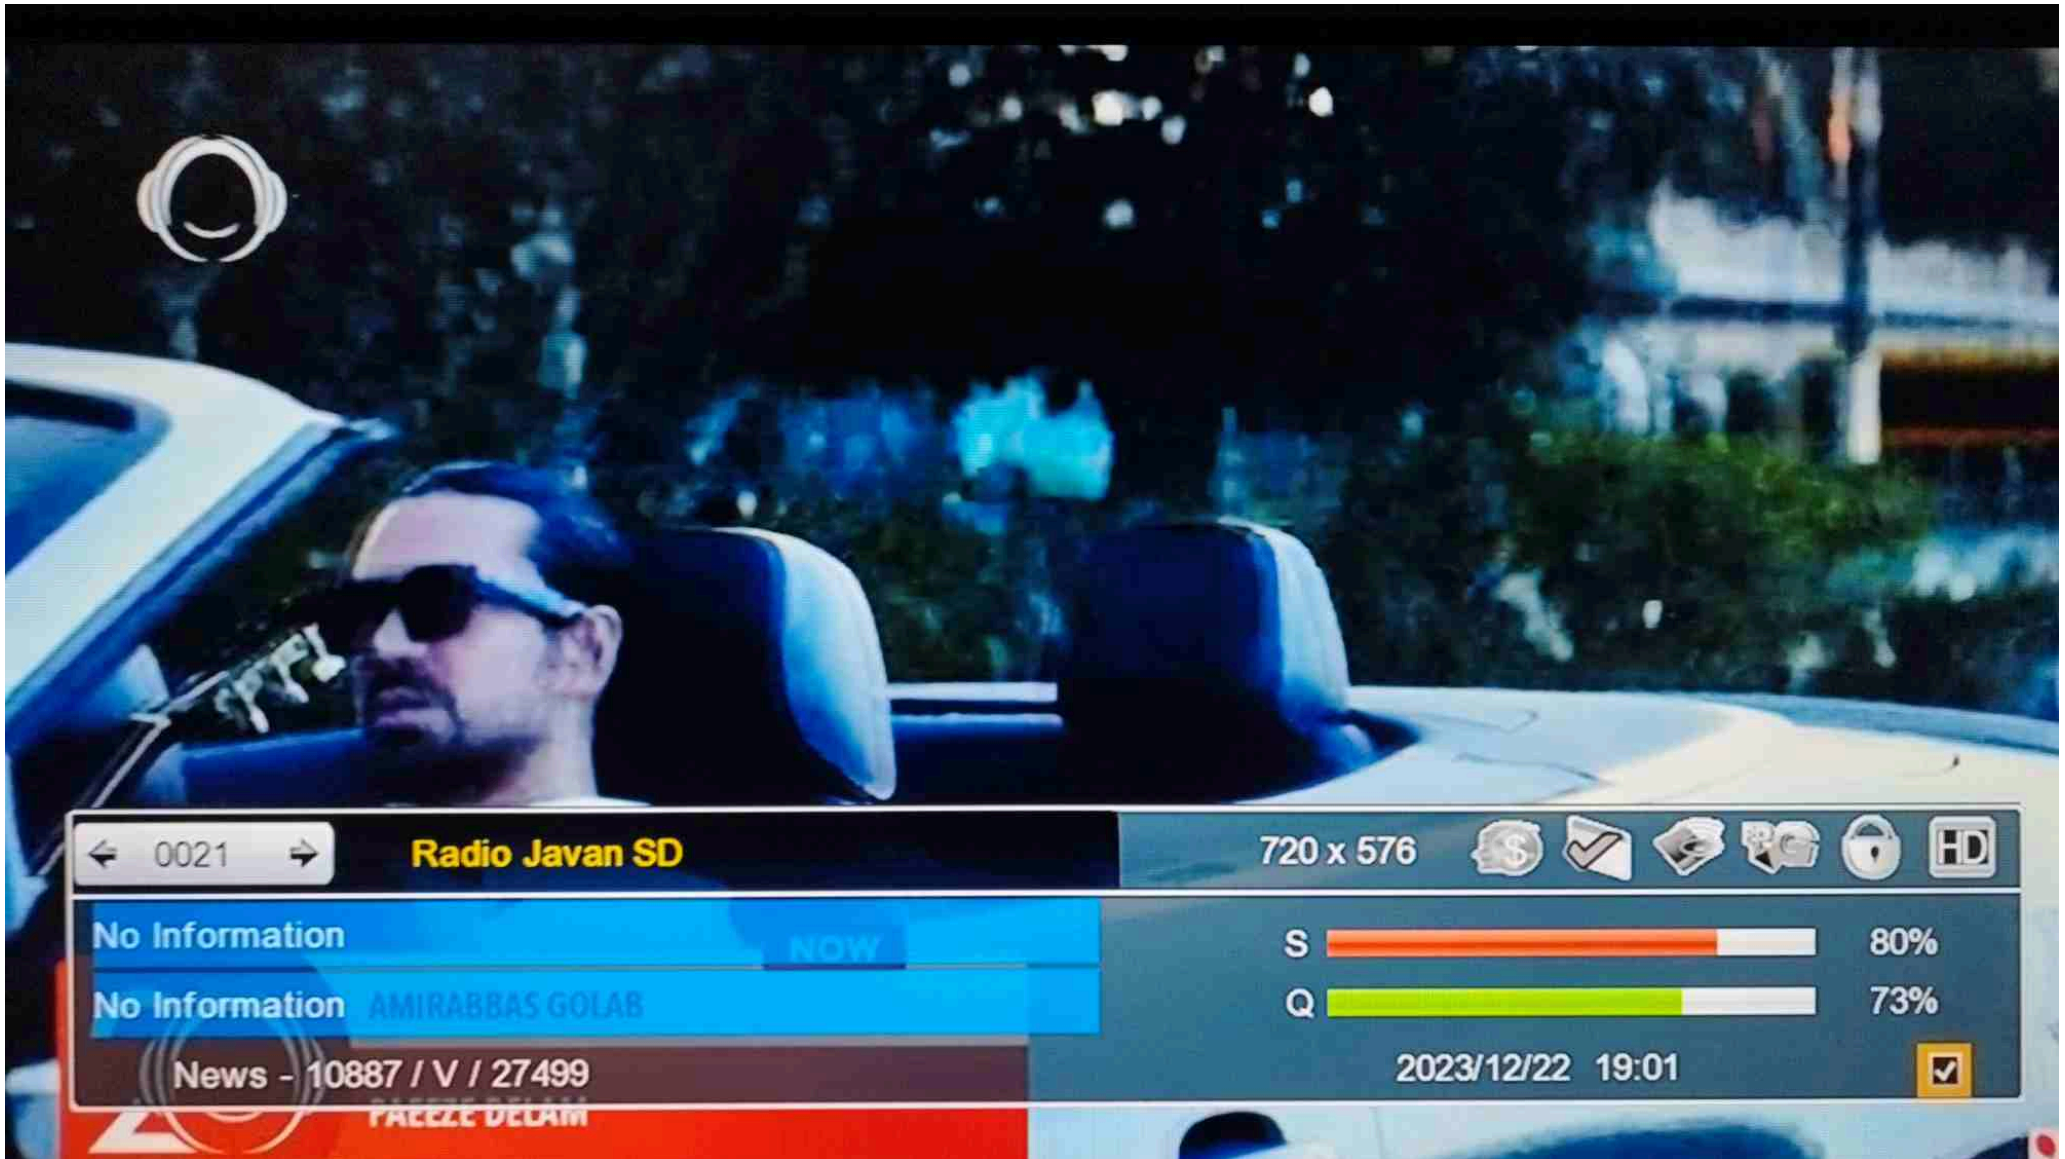 0021
Radio Javan SD
720 x 576
HD
No Information
NOW
S
80%
No Information
AMIRABBAS GOLAB
Q
73%
News - 10887 / V / 27499
2023/12/22 19:01
PAEEZE DELAM